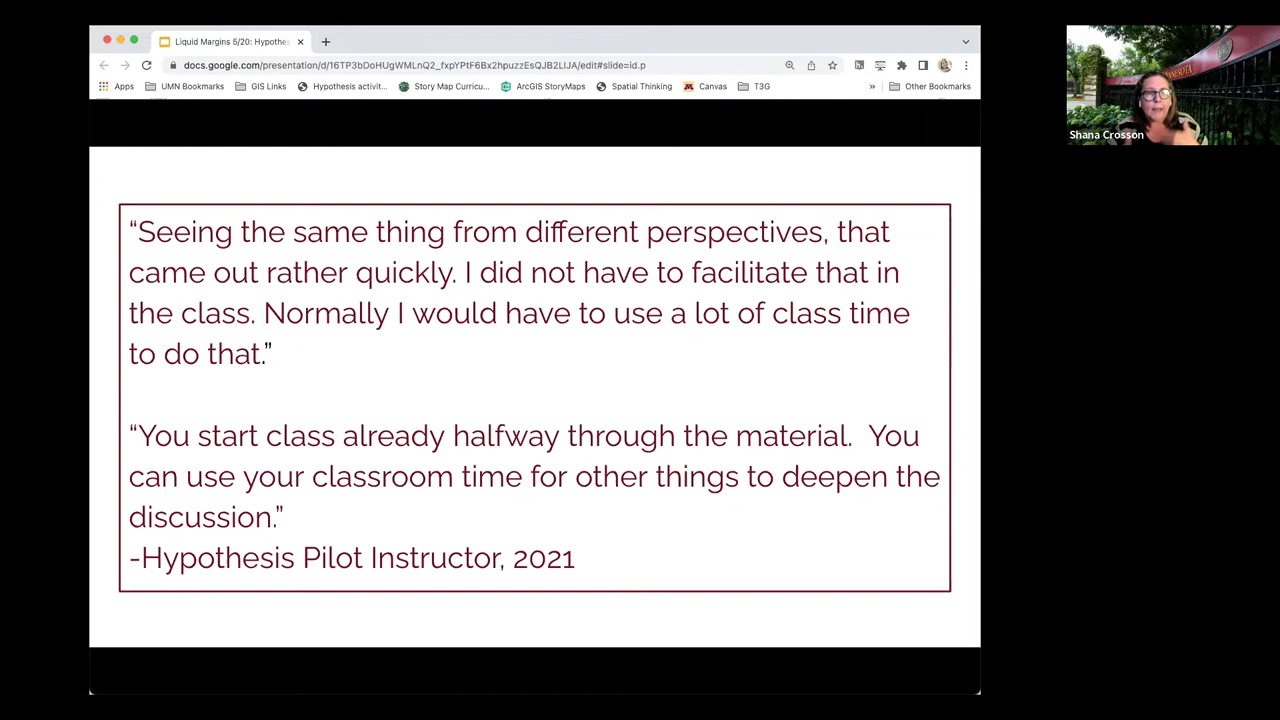 Liquid Margins 5/20: Hypothes
docs.google.com/presentation/d/16TP3bDoHUgWMLnQ2_fxpYPtF6Bx2hpuzzEsQJB2LIJA/edit#slide=id.p
Apps UMN Bookmarks GIS Links Hypothesis activit... Story Map Curricu... ArcGIS StoryMaps Spatial Thinking Canvas T3G » Other Bookmarks
Shana Crosson
“Seeing the same thing from different perspectives, that
came out rather quickly. I did not have to facilitate that in
the class. Normally I would have to use a lot of class time
to do that.”
“You start class already halfway through the material.  You
can use your classroom time for other things to deepen the
discussion.”
-Hypothesis Pilot Instructor, 2021